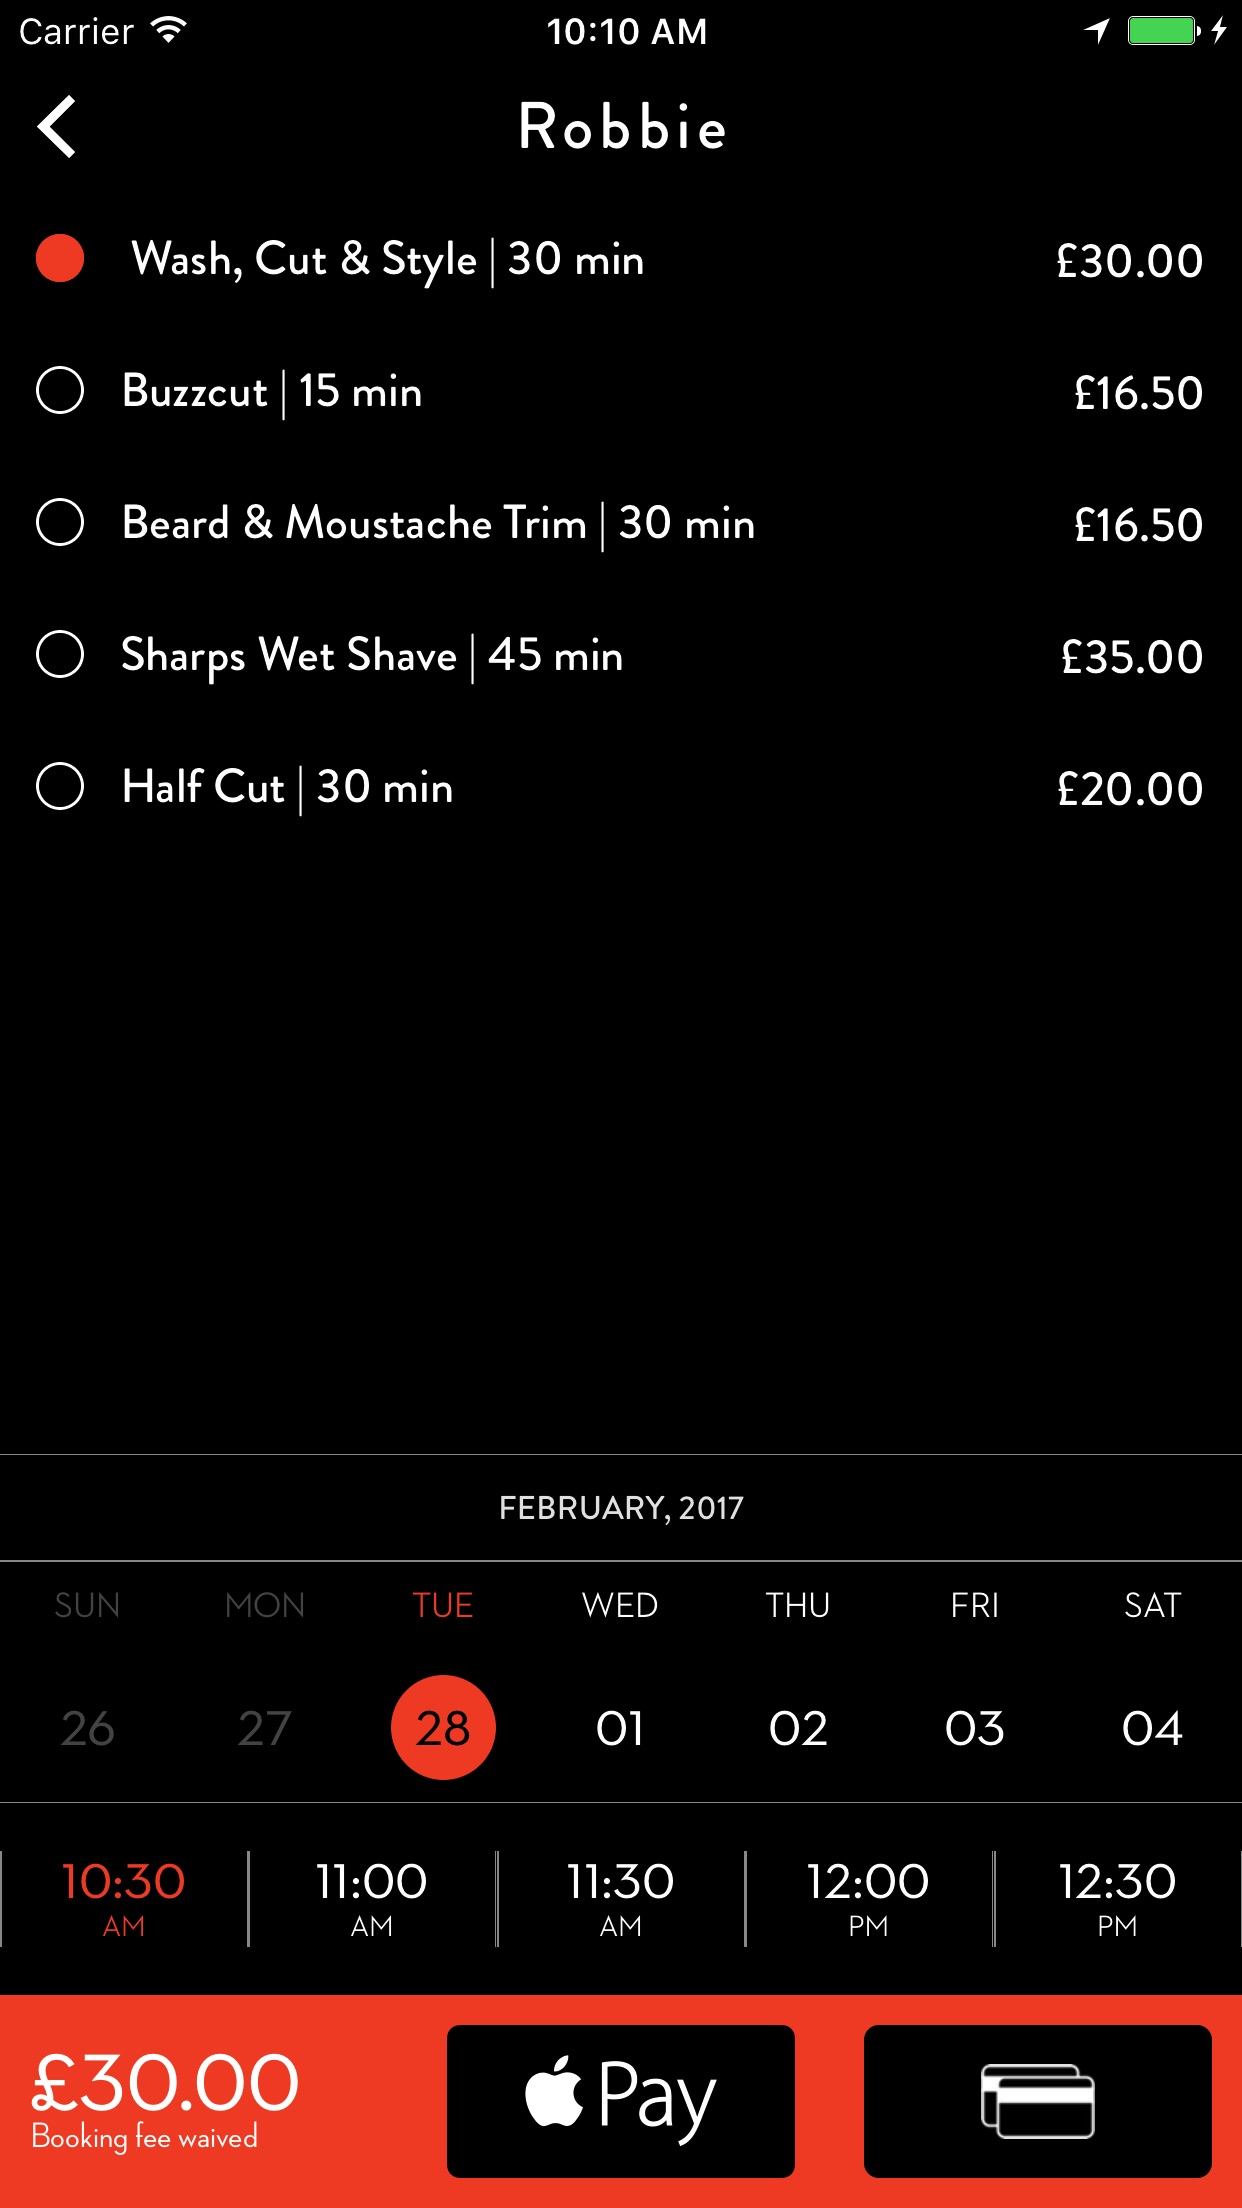 Carrier 10:10 AM
Robbie
Wash, Cut & Style | 30 min £30.00
Buzzcut | 15 min £16.50
Beard & Moustache Trim | 30 min £16.50
Sharps Wet Shave | 45 min £35.00
Half Cut | 30 min £20.00
FEBRUARY, 2017
SUN MON TUE WED THU FRI SAT
26 27 28 01 02 03 04
10:30 11:00 11:30 12:00 12:30
AM AM AM PM PM
£30.00 Pay
Booking fee waived